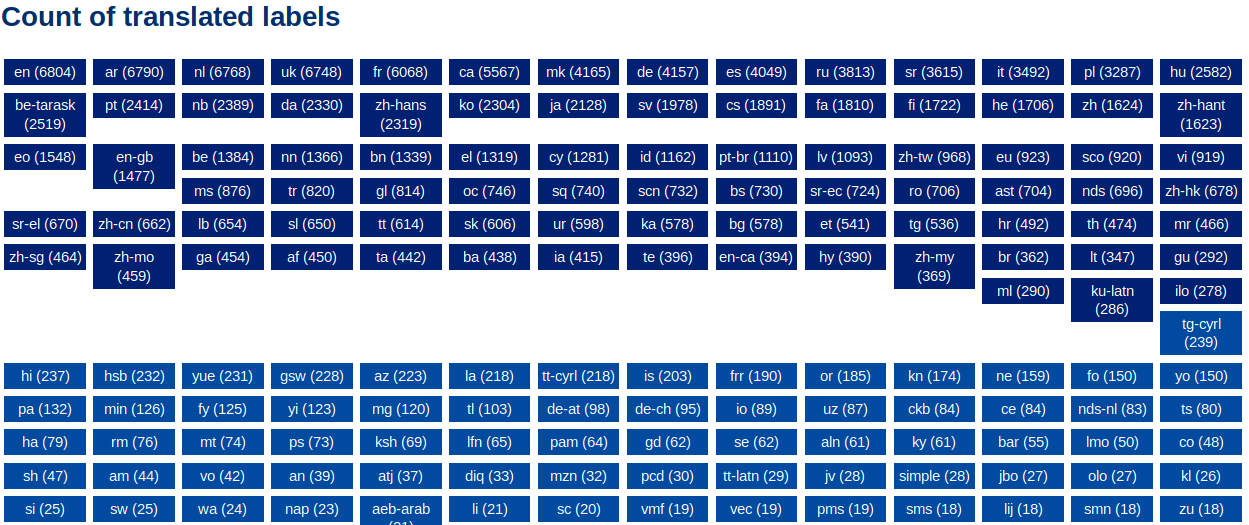 Count of translated labels
en (6804) ar (6790) nl (6768) uk (6748) fr (6068) ca (5567) mk (4165) de (4157) es (4049) ru (3813) sr (3615) it (3492) pl (3287) hu (2582)
be-tarask (2519) pt (2414) nb (2389) da (2330) zh-hans (2319) ko (2304) ja (2128) sv (1978) cs (1891) fa (1810) fi (1722) he (1706) zh (1624) zh-hant (1623)
eo (1548) en-gb (1477) be (1384) nn (1366) bn (1339) el (1319) cy (1281) id (1162) pt-br (1110) lv (1093) zh-tw (968) eu (923) sco (920) vi (919)
ms (876) tr (820) gl (814) oc (746) sq (740) scn (732) bs (730) sr-ec (724) ro (706) ast (704) nds (696) zh-hk (678)
sr-el (670) zh-cn (662) lb (654) sl (650) tt (614) sk (606) ur (598) ka (578) bg (578) et (541) tg (536) hr (492) th (474) mr (466)
zh-sg (464) zh-mo (459) ga (454) af (450) ta (442) ba (438) ia (415) te (396) en-ca (394) hy (390) zh-my (369) br (362) lt (347) gu (292)
ml (290) ku-latn (286) ilo (278)
tg-cyrl (239)
hi (237) hsb (232) yue (231) gsw (228) az (223) la (218) tt-cyrl (218) is (203) frr (190) or (185) kn (174) ne (159) fo (150) yo (150)
pa (132) min (126) fy (125) yi (123) mg (120) tl (103) de-at (98) de-ch (95) io (89) uz (87) ckb (84) ce (84) nds-nl (83) ts (80)
ha (79) rm (76) mt (74) ps (73) ksh (69) lfn (65) pam (64) gd (62) se (62) aln (61) ky (61) bar (55) lmo (50) co (48)
sh (47) am (44) vo (42) an (39) atj (37) diq (33) mzn (32) pcd (30) tt-latn (29) jv (28) simple (28) jbo (27) olo (27) kl (26)
si (25) sw (25) wa (24) nap (23) aeb-arab li (21) sc (20) vmf (19) vec (19) pms (19) sms (18) lij (18) smn (18) zu (18)